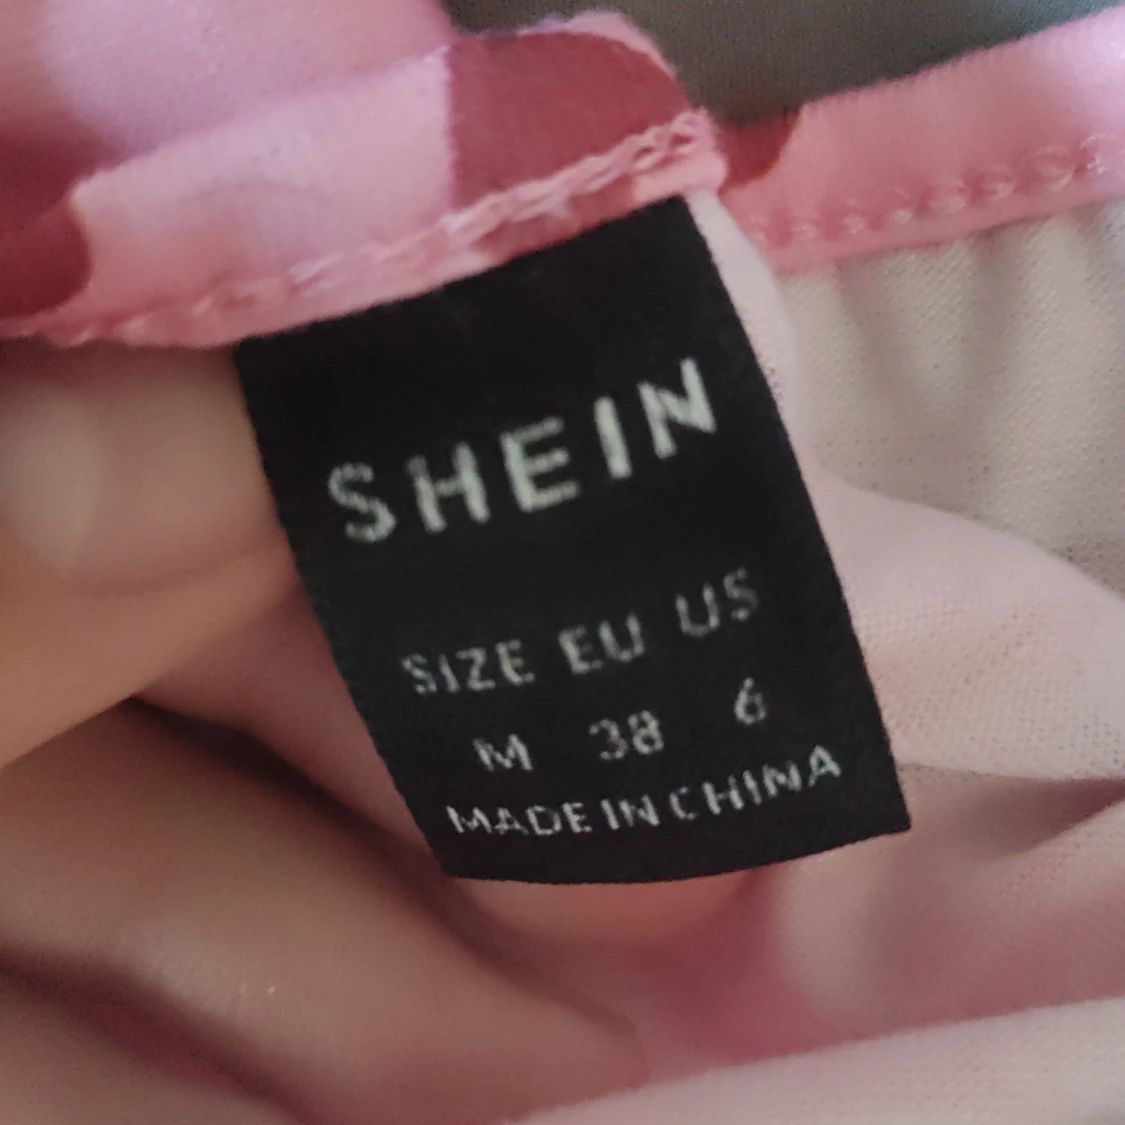 SHEIN
SIZE EU US
M 38 6
MADE IN CHINA